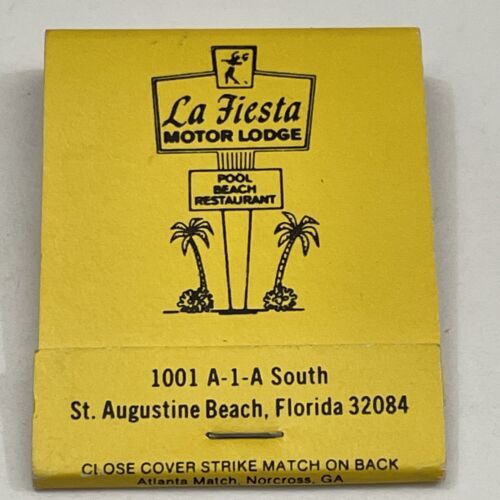 La Fiesta
MOTOR LODGE
POOL
BEACH
RESTAURANT
1001 A-1-A South
St. Augustine Beach, Florida 32084
CLOSE COVER STRIKE MATCH ON BACK
Atlanta Match, Norcross, GA